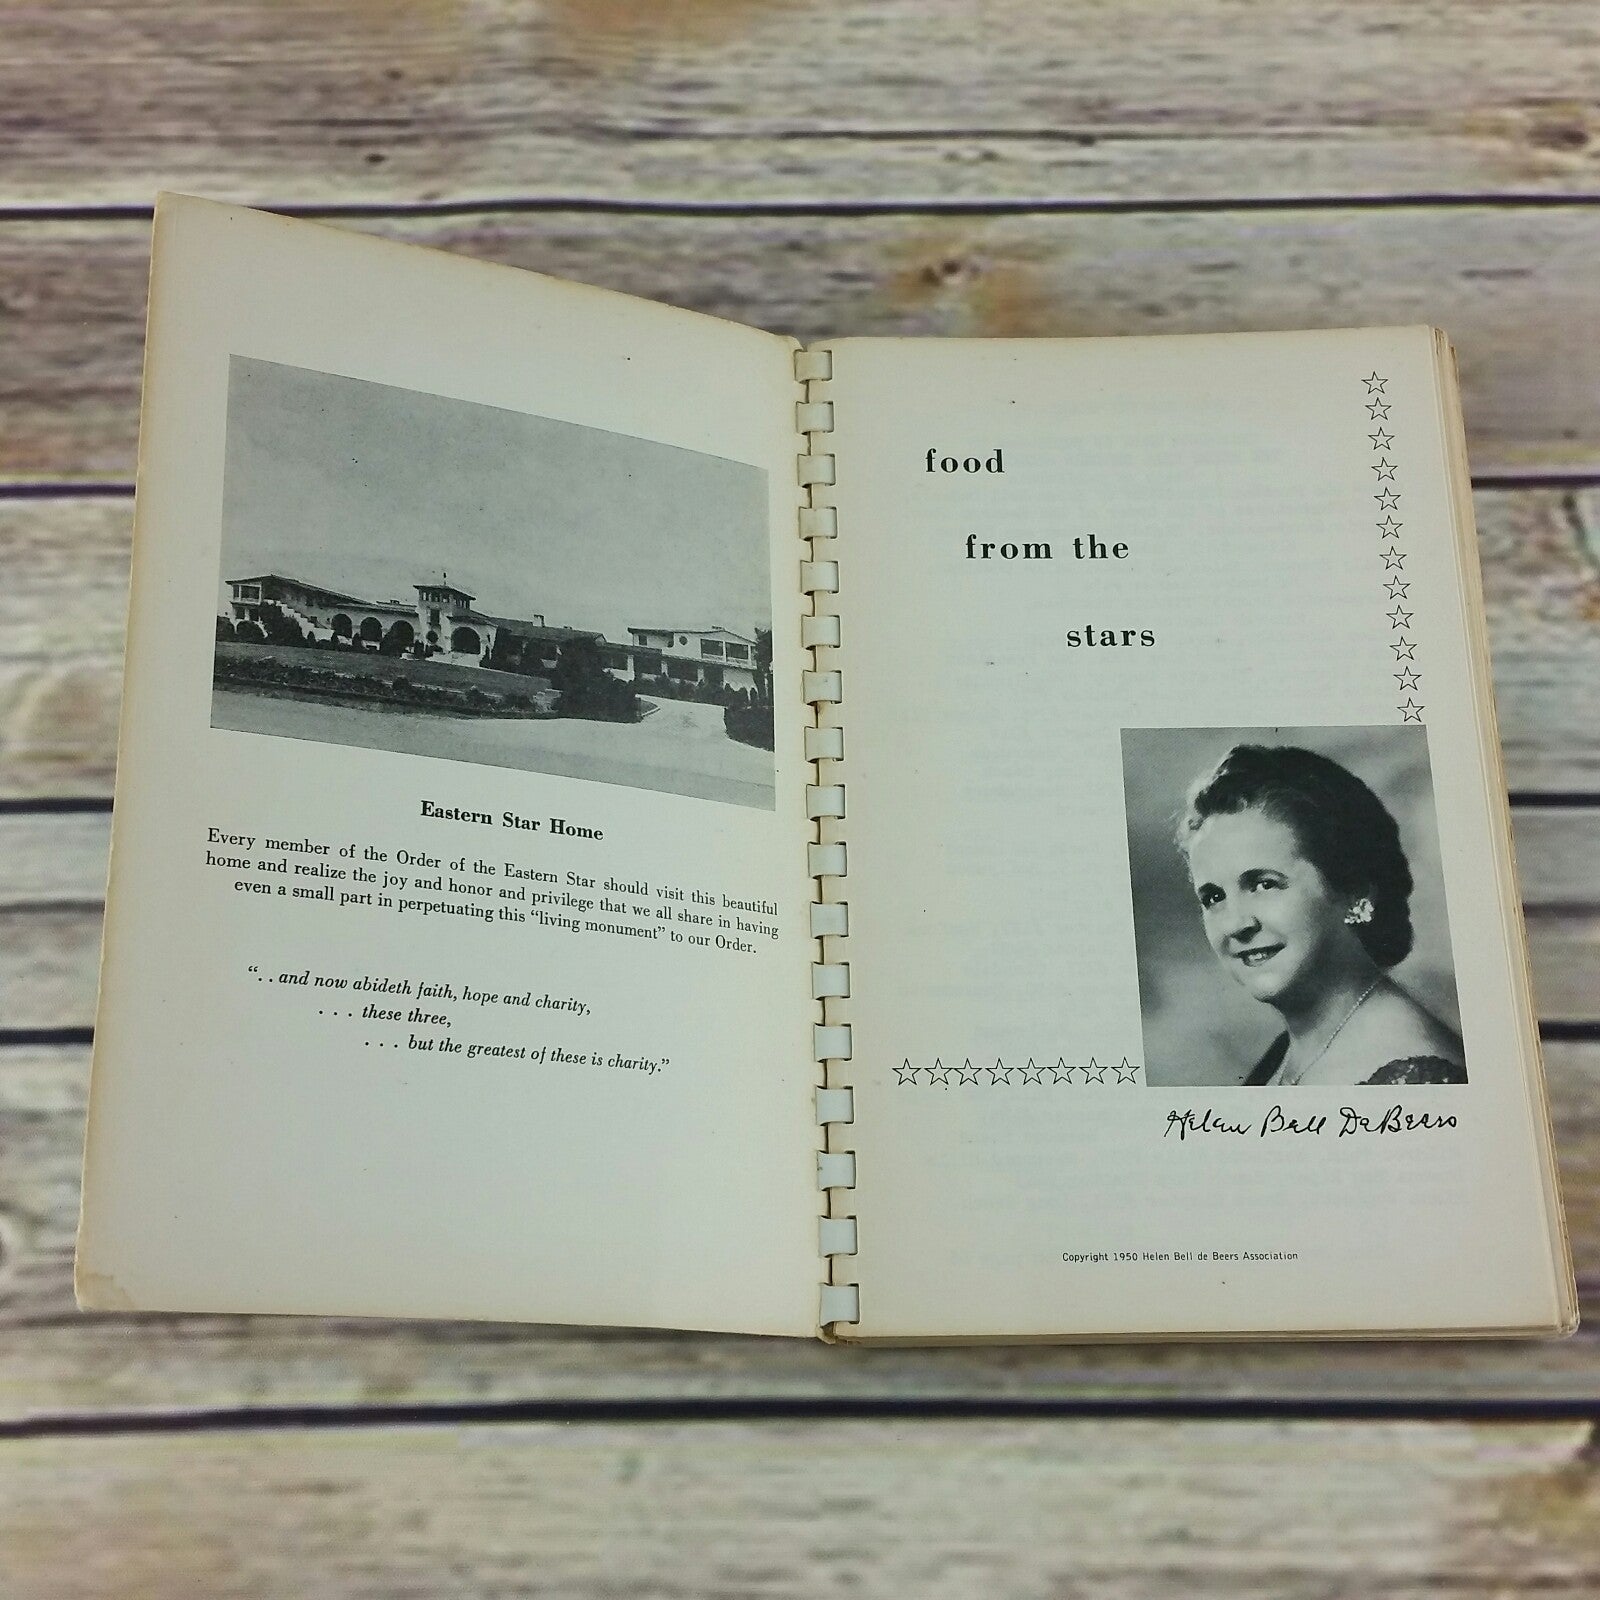 Eastern Star Home
Every member of the Order of the Eastern Star should visit this beautiful
home and realize the joy and honor and privilege that we all share in having
even a small part in perpetuating this “living monument” to our Order.
“. . and now abideth faith, hope and charity,
. . . these three,
. . . but the greatest of these is charity.”
food
from the
stars
Helen Bell DeBeers
Copyright 1950 Helen Bell de Beers Association